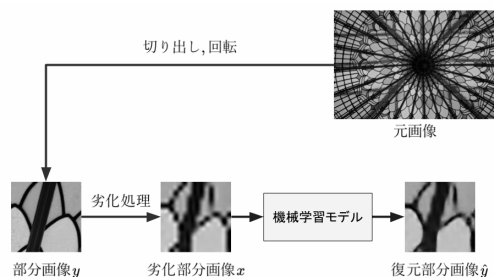 切り出し,回転
元画像
劣化処理
機械学習モデル
部分画像y
劣化部分画像x
復元部分画像ŷ